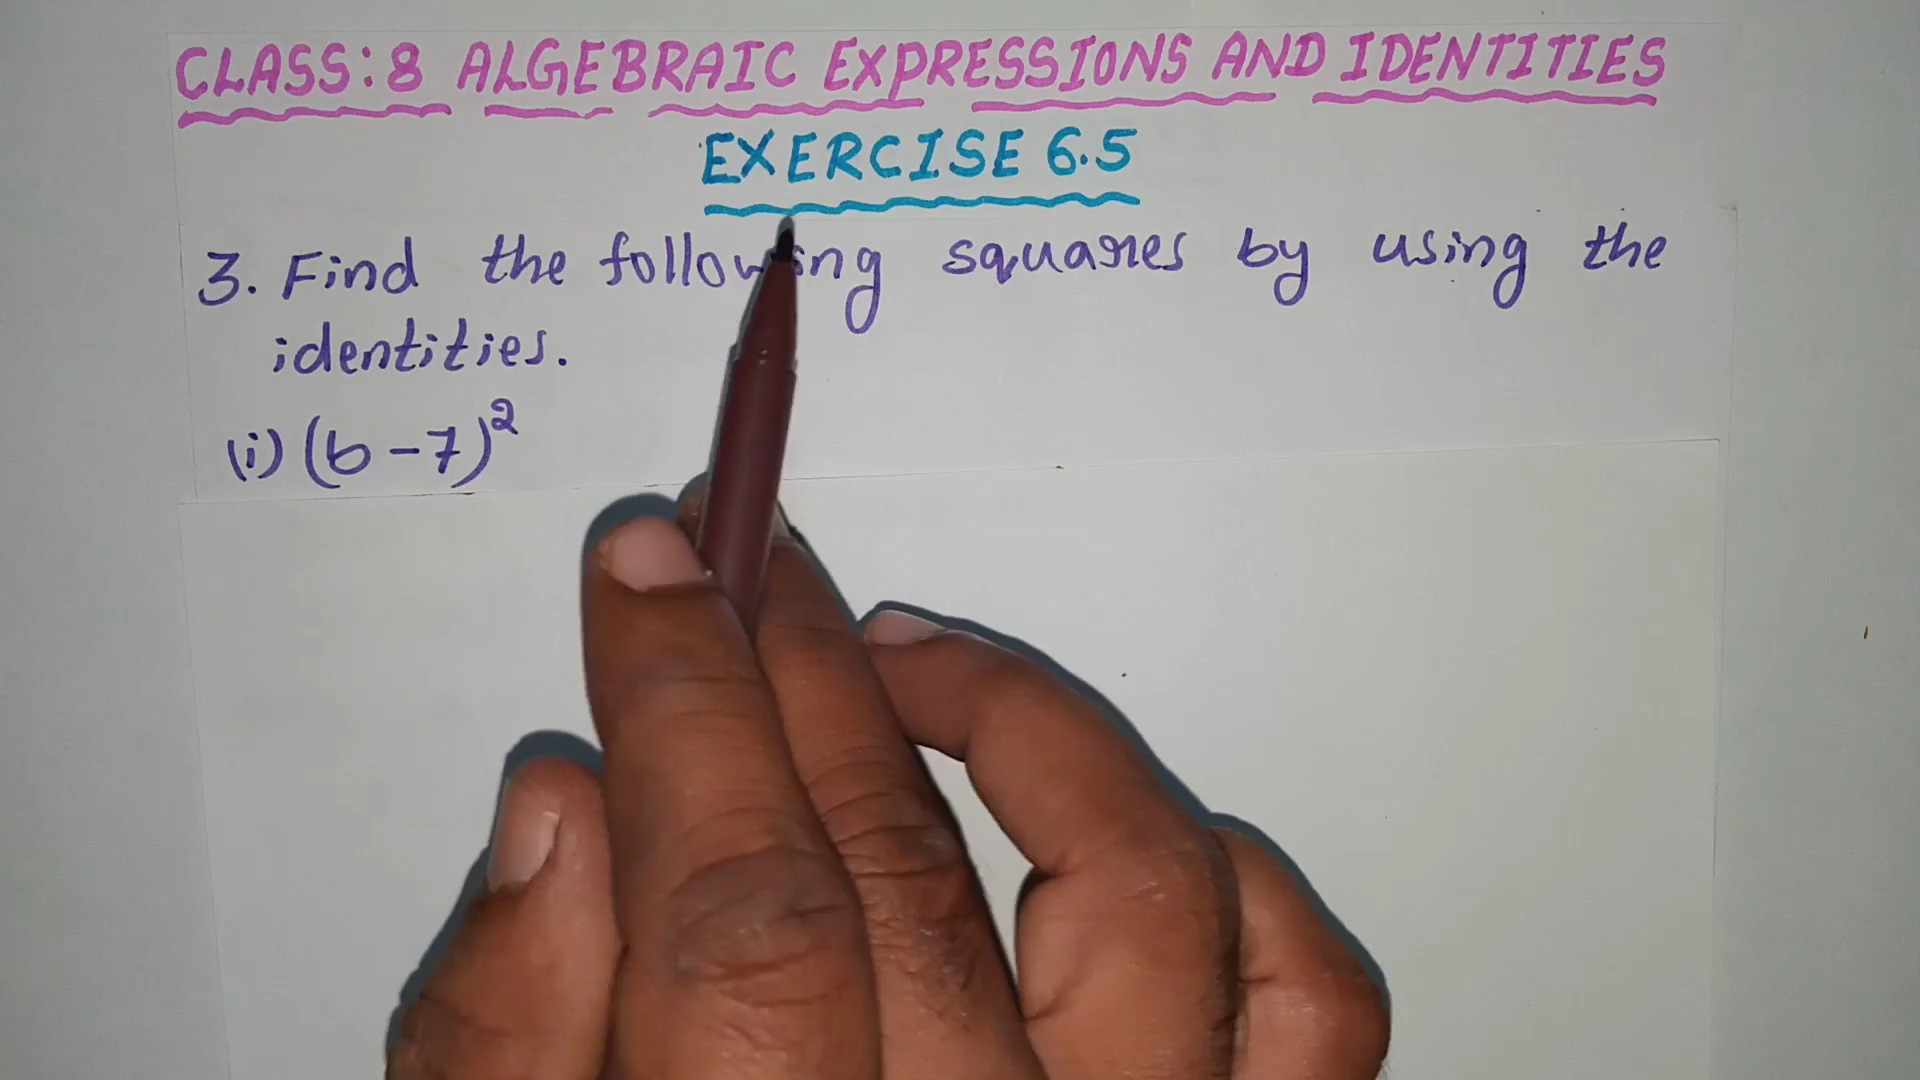 CLASS:8 ALGEBRAIC EXPRESSIONS AND IDENTITIES
EXERCISE 6.5
3. Find the following squares by using the
identities.
(i) (b - 7)²